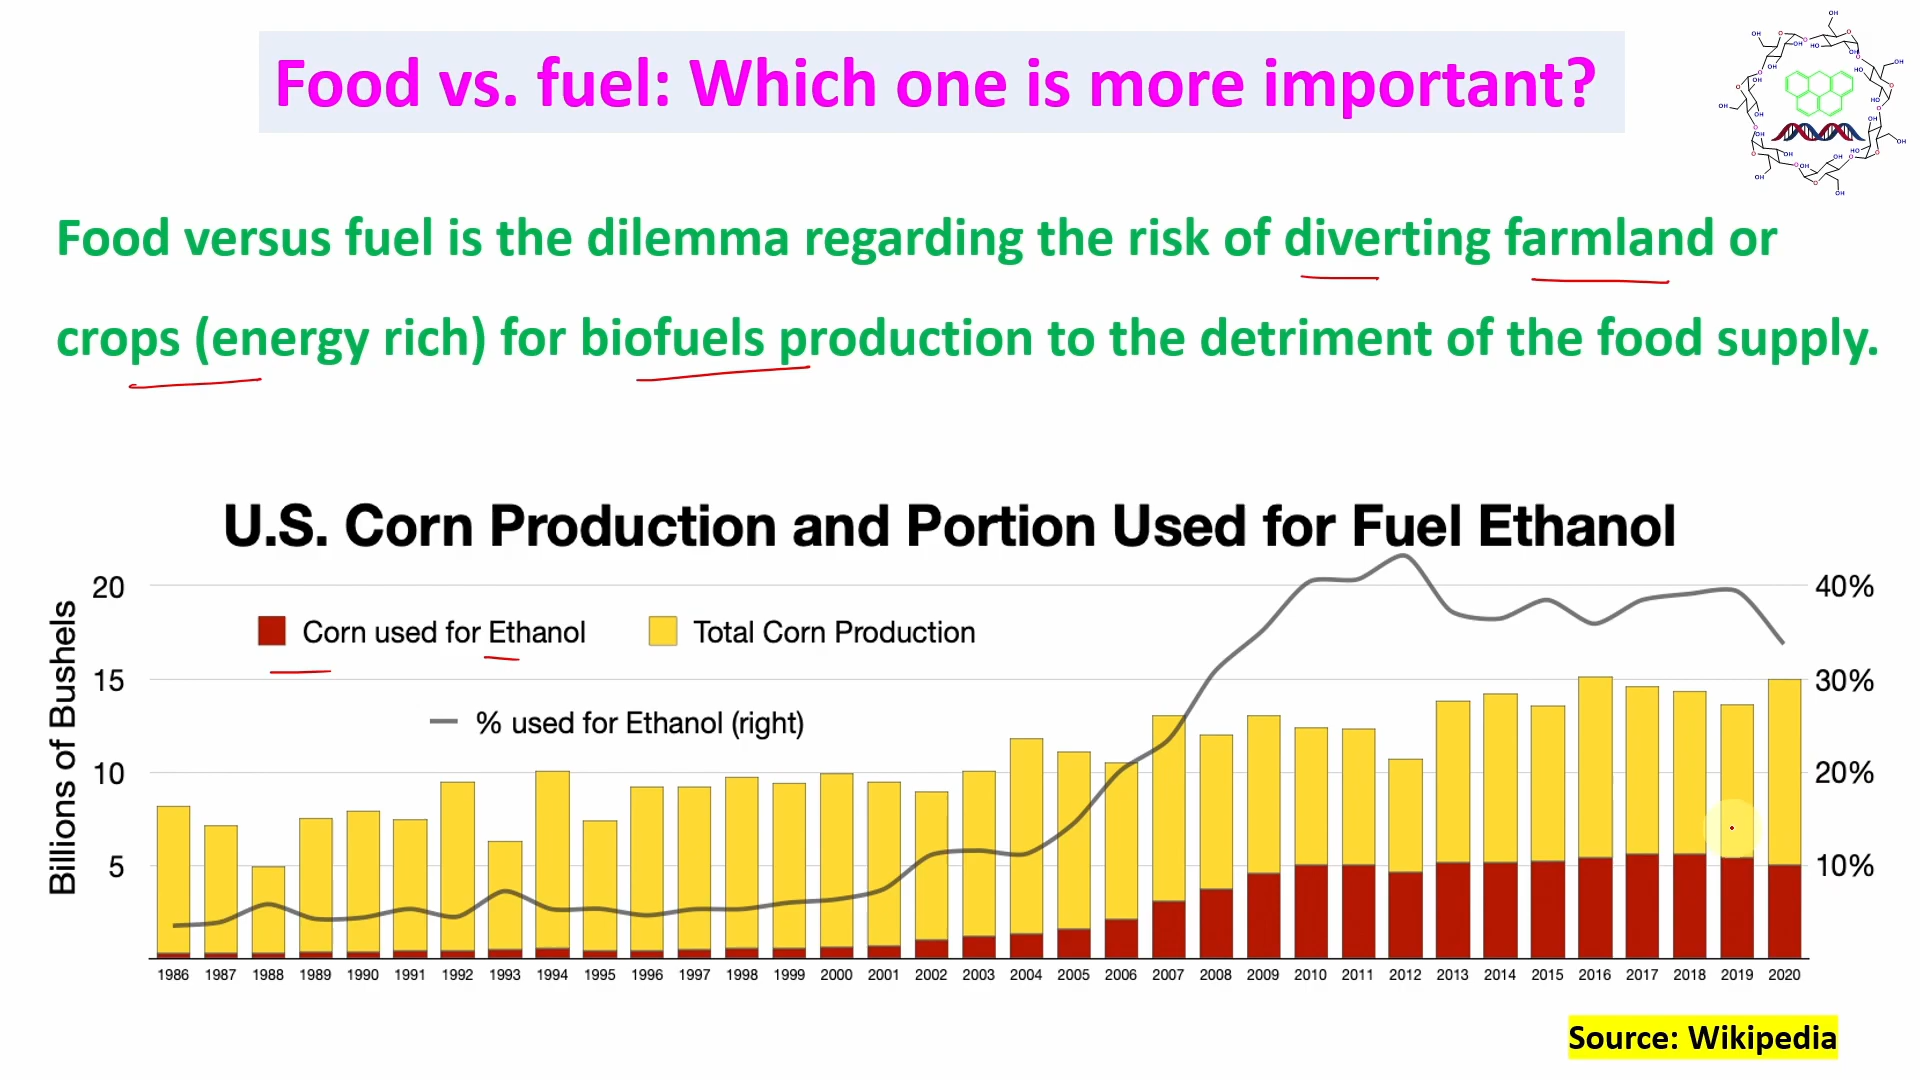 Food vs. fuel: Which one is more important?
Food versus fuel is the dilemma regarding the risk of diverting farmland or
crops (energy rich) for biofuels production to the detriment of the food supply.
U.S. Corn Production and Portion Used for Fuel Ethanol
Billions of Bushels
20
15
10
5
Corn used for Ethanol
Total Corn Production
% used for Ethanol (right)
40%
30%
20%
10%
1986 1987 1988 1989 1990 1991 1992 1993 1994 1995 1996 1997 1998 1999 2000 2001 2002 2003 2004 2005 2006 2007 2008 2009 2010 2011 2012 2013 2014 2015 2016 2017 2018 2019 2020
Source: Wikipedia